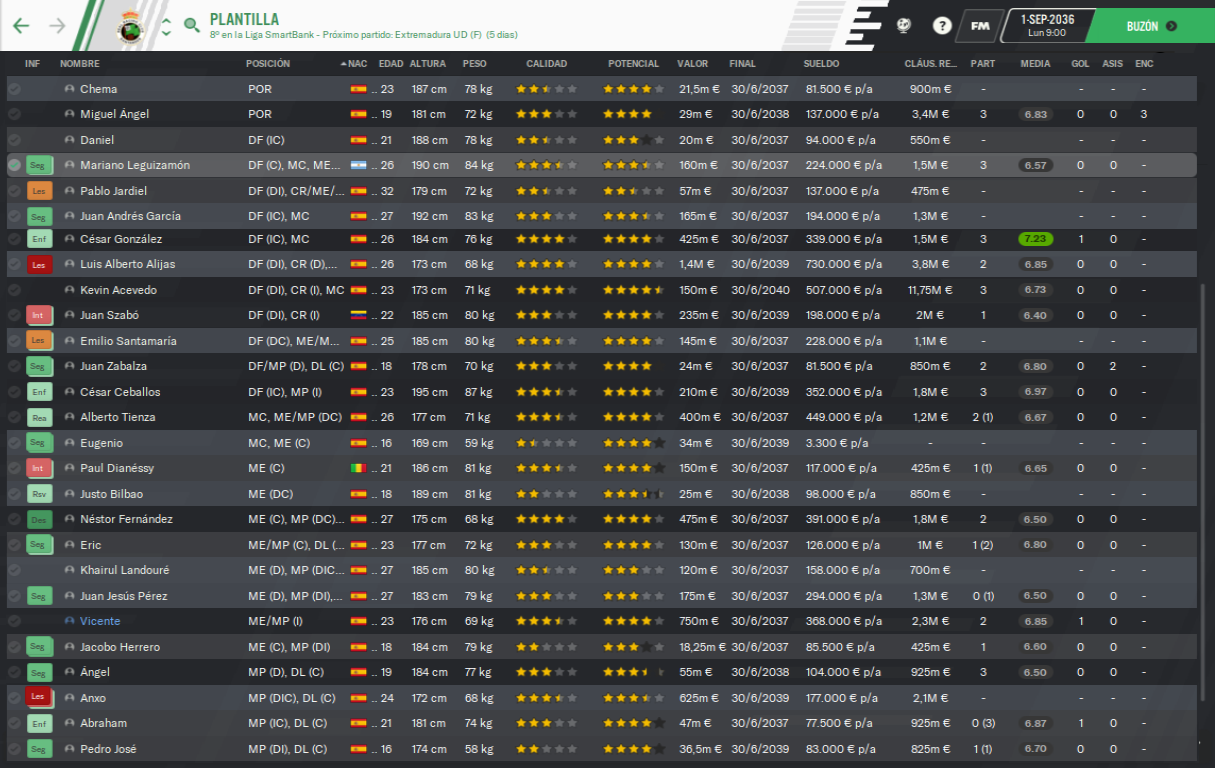 PLANTILLA
8º en la Liga SmartBank - Próximo partido: Extremadura UD (F) (5 días)
? FM 1-SEP-2036 Lun 9:00 BUZÓN
INF NOMBRE POSICIÓN NAC EDAD ALTURA PESO CALIDAD POTENCIAL VALOR FINAL SUELDO CLÁUS. RE... PART MEDIA GOL ASIS ENC
Chema POR .. 23 187 cm 78 kg 21,5m € 30/6/2037 81.500 € p/a 900m € - - - -
Miguel Ángel POR .. 19 181 cm 72 kg 29m € 30/6/2038 137.000 € p/a 3,4M € 3 6.83 0 0 3
Daniel DF (IC) .. 21 188 cm 78 kg 20m € 30/6/2037 94.000 € p/a 550m € - - - -
Seg Mariano Leguizamón DF (C), MC, ME... .. 26 190 cm 84 kg 160m € 30/6/2037 224.000 € p/a 1,5M € 3 6.57 0 0 -
Les Pablo Jardiel DF (DI), CR/ME/... .. 32 179 cm 72 kg 57m € 30/6/2037 137.000 € p/a 475m € - - - -
Seg Juan Andrés García DF (IC), MC .. 27 192 cm 83 kg 165m € 30/6/2037 194.000 € p/a 1,3M € - - - -
Enf César González DF (IC), MC .. 26 184 cm 76 kg 425m € 30/6/2037 339.000 € p/a 1,5M € 3 7.23 1 0 -
Les Luis Alberto Alijas DF (DI), CR (D),... .. 26 173 cm 68 kg 1,4M € 30/6/2039 730.000 € p/a 3,8M € 2 6.85 0 0 -
Kevin Acevedo DF (DI), CR (I), MC .. 23 173 cm 71 kg 150m € 30/6/2040 507.000 € p/a 11,75M € 3 6.73 0 0 -
Int Juan Szabó DF (DI), CR (I) .. 22 185 cm 80 kg 235m € 30/6/2039 198.000 € p/a 2M € 1 6.40 0 0 -
Les Emilio Santamaría DF (DC), ME/M... .. 25 185 cm 80 kg 145m € 30/6/2037 228.000 € p/a 1,1M € - - - -
Seg Juan Zabalza DF/MP (D), DL (C) .. 18 178 cm 70 kg 24m € 30/6/2037 81.500 € p/a 850m € 2 6.80 0 2 -
Enf César Ceballos DF (IC), MP (I) .. 23 195 cm 87 kg 210m € 30/6/2039 352.000 € p/a 1,8M € 3 6.97 0 0 -
Rea Alberto Tienza MC, ME/MP (DC) .. 26 177 cm 71 kg 400m € 30/6/2037 449.000 € p/a 1,2M € 2 (1) 6.67 0 0 -
Seg Eugenio MC, ME (C) .. 16 169 cm 59 kg 34m € 30/6/2039 3.300 € p/a - - - - -
Int Paul Dianéssy ME (C) .. 21 186 cm 81 kg 150m € 30/6/2037 117.000 € p/a 425m € 1 (1) 6.65 0 0 -
Rsv Justo Bilbao ME (DC) .. 18 189 cm 81 kg 25m € 30/6/2038 98.000 € p/a 850m € - - - -
Des Néstor Fernández ME (C), MP (DC)... .. 27 175 cm 68 kg 475m € 30/6/2037 391.000 € p/a 1,8M € 2 6.50 0 0 -
Seg Eric ME/MP (C), DL (... .. 23 177 cm 72 kg 130m € 30/6/2037 126.000 € p/a 1M € 1 (2) 6.80 0 0 -
Khairul Landouré ME (D), MP (DIC... .. 27 185 cm 80 kg 120m € 30/6/2037 158.000 € p/a 700m € - - - -
Seg Juan Jesús Pérez ME (D), MP (DI),... .. 27 183 cm 79 kg 175m € 30/6/2037 294.000 € p/a 1,3M € 0 (1) 6.50 0 0 -
Vicente ME/MP (I) .. 23 176 cm 69 kg 750m € 30/6/2037 368.000 € p/a 2,3M € 2 6.85 1 0 -
Seg Jacobo Herrero ME (C), MP (DI) .. 18 184 cm 79 kg 18,25m € 30/6/2037 85.500 € p/a 425m € 1 6.60 0 0 -
Seg Ángel MP (D), DL (C) .. 19 184 cm 77 kg 55m € 30/6/2038 104.000 € p/a 925m € 3 6.50 0 0 -
Les Anxo MP (DIC), DL (C) .. 24 172 cm 68 kg 625m € 30/6/2039 177.000 € p/a 2,1M € - - - -
Enf Abraham MP (IC), DL (C) .. 21 181 cm 74 kg 47m € 30/6/2037 77.500 € p/a 925m € 0 (3) 6.87 1 0 -
Seg Pedro José MP (DI), DL (C) .. 16 174 cm 58 kg 36,5m € 30/6/2039 83.000 € p/a 825m € 1 (1) 6.70 0 0 -